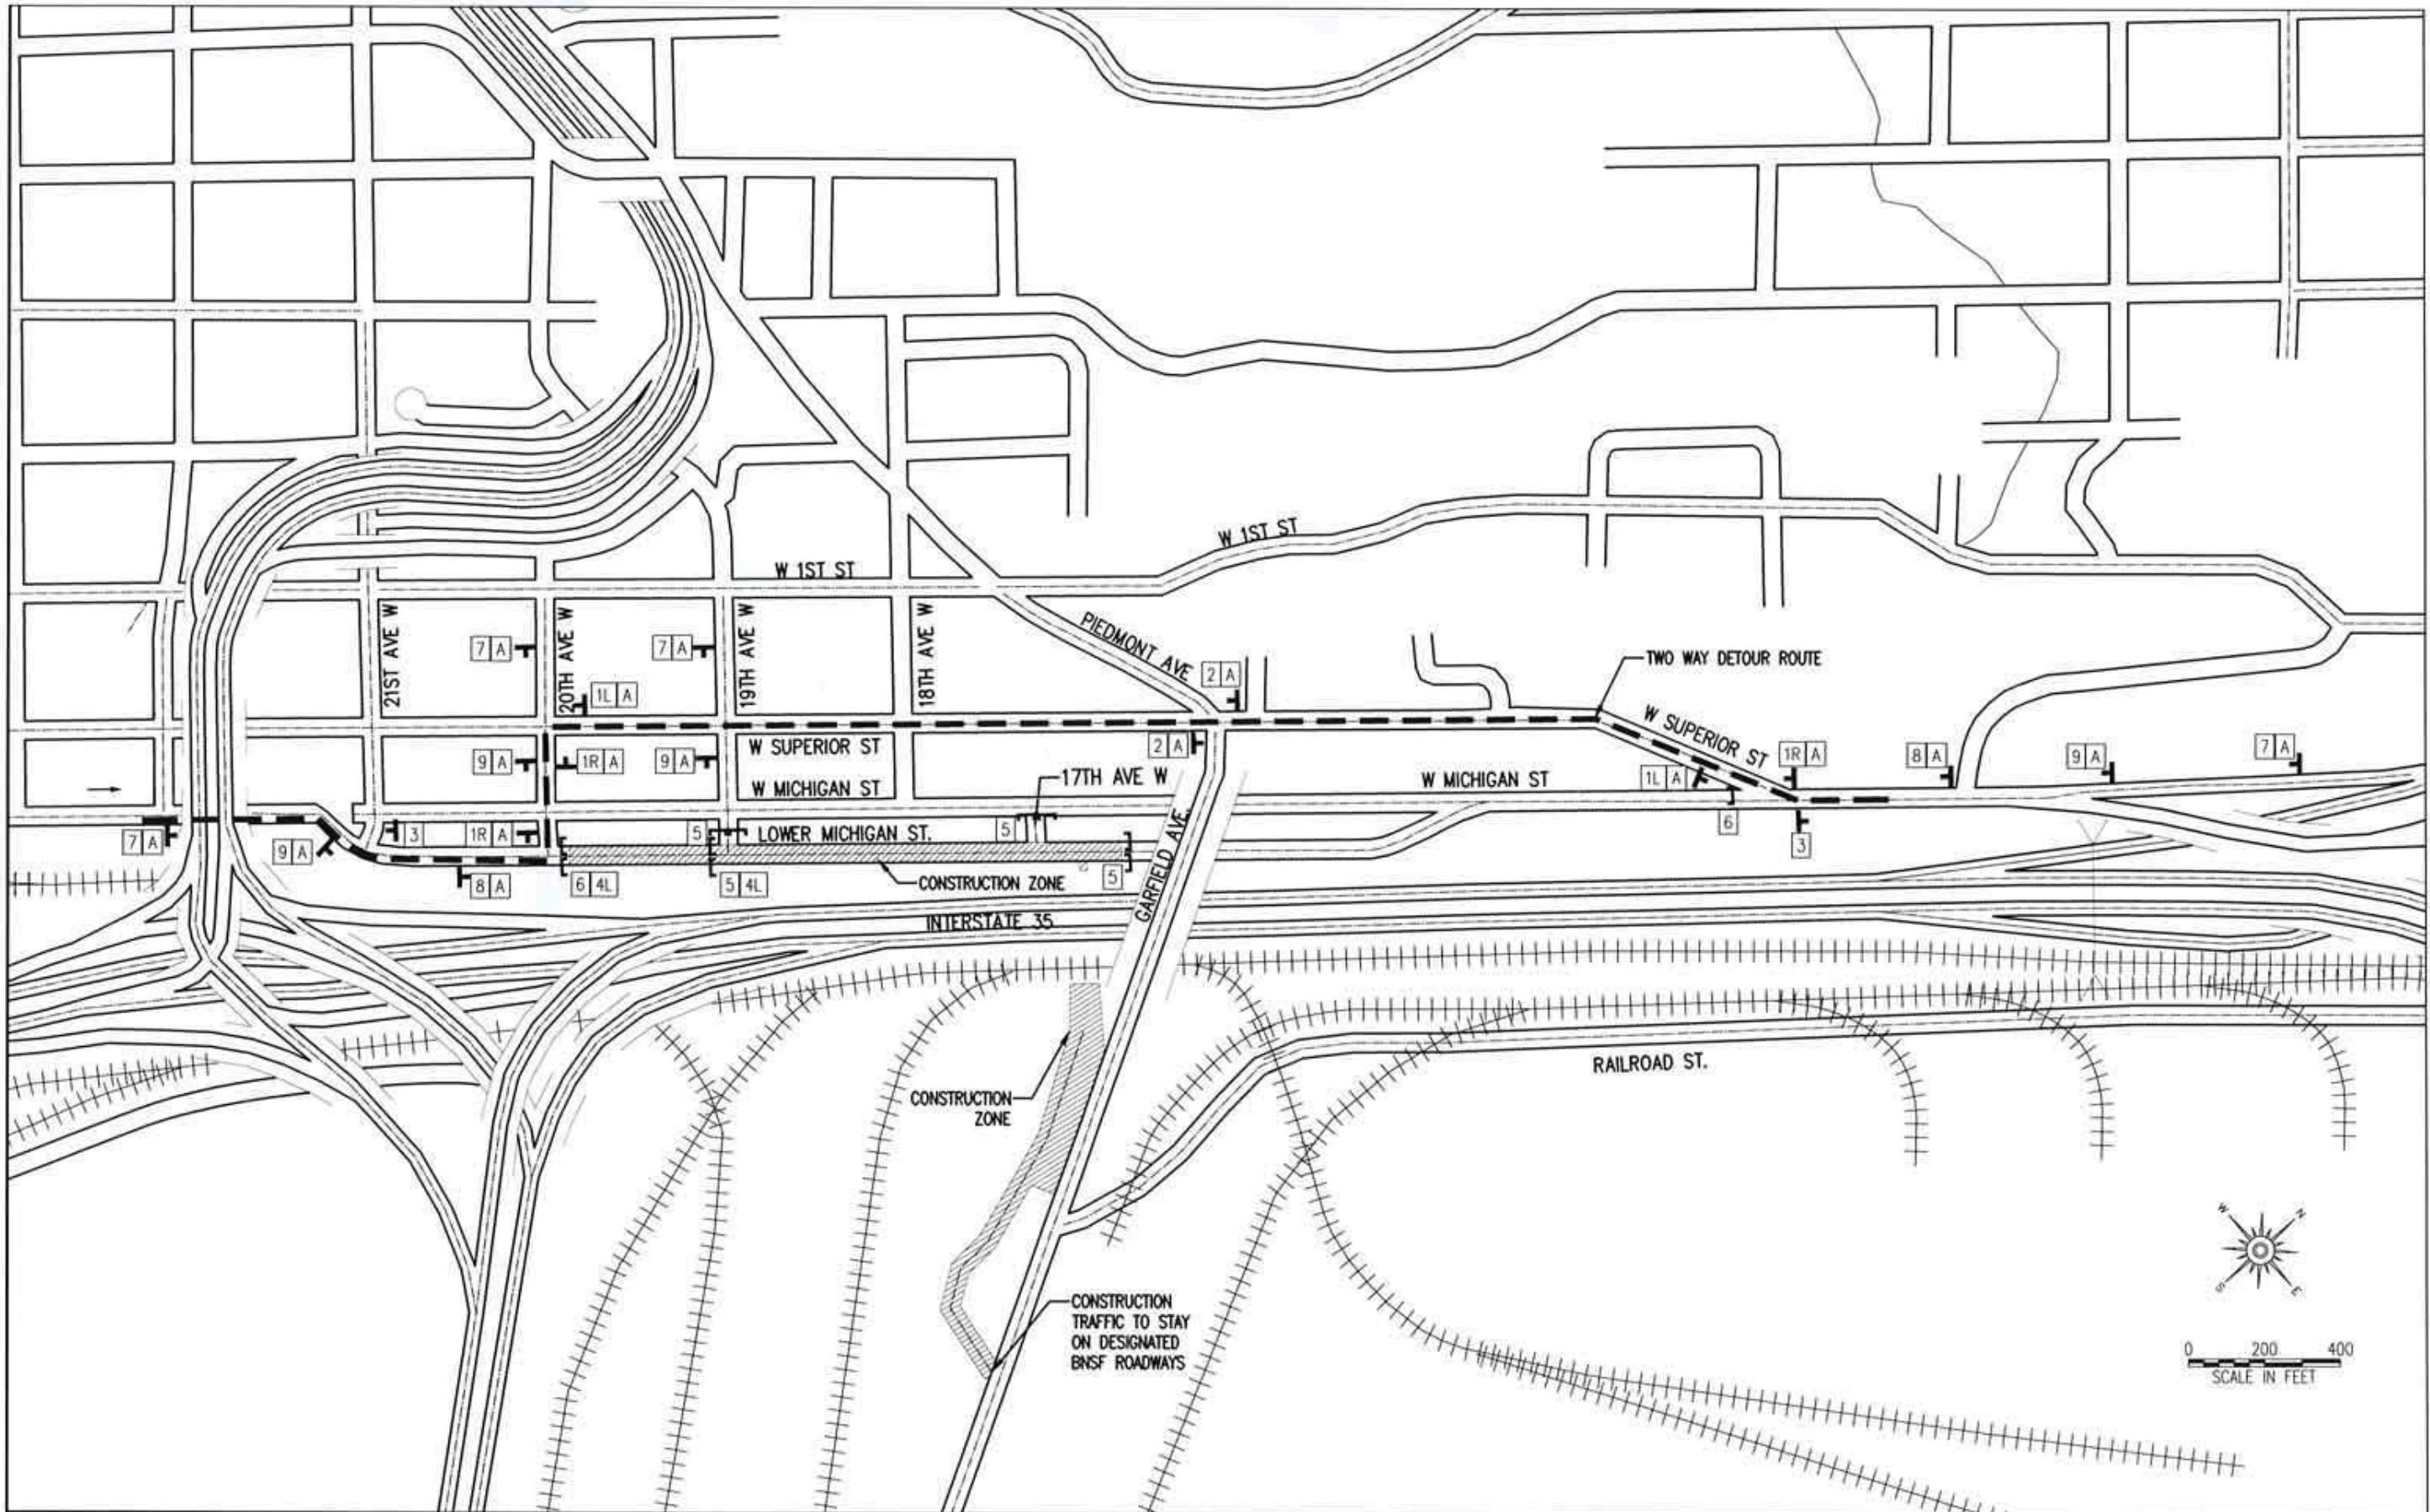 W 1ST ST
W 1ST ST
21ST AVE W
7 A
20TH AVE W
1L A
7 A
19TH AVE W
18TH AVE W
PIEDMONT AVE
2 A
TWO WAY DETOUR ROUTE
W SUPERIOR ST
9 A
1R A
9 A
W SUPERIOR ST
W MICHIGAN ST
2 A
17TH AVE W
W MICHIGAN ST
1L A
1R A
8 A
9 A
7 A
7 A
9 A
3
1R A
5
LOWER MICHIGAN ST.
5
GARFIELD AVE.
6
3
8 A
6 4L
5 4L
CONSTRUCTION ZONE
5
INTERSTATE 35
CONSTRUCTION
ZONE
RAILROAD ST.
CONSTRUCTION
TRAFFIC TO STAY
ON DESIGNATED
BNSF ROADWAYS
W
N
S
E
0 200 400
SCALE IN FEET